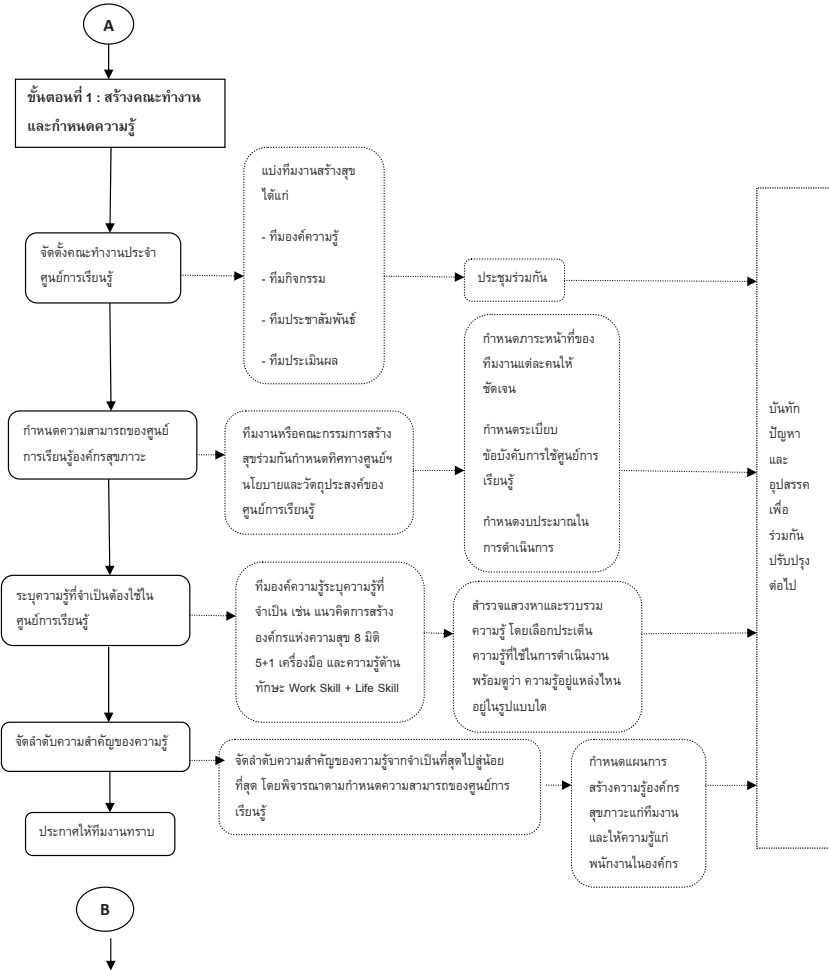 A
ขั้นตอนที่ 1 : สร้างคณะทำงาน
และกำหนดความรู้
จัดตั้งคณะทำงานประจำ
ศูนย์การเรียนรู้
แบ่งทีมงานสร้างสุข
ได้แก่
- ทีมองค์ความรู้
- ทีมกิจกรรม
- ทีมประชาสัมพันธ์
- ทีมประเมินผล
ประชุมร่วมกัน
กำหนดความสามารถของศูนย์
การเรียนรู้องค์กรสุขภาวะ
ทีมงานหรือคณะกรรมการสร้าง
สุขร่วมกันกำหนดทิศทางศูนย์ฯ
นโยบายและวัตถุประสงค์ของ
ศูนย์การเรียนรู้
กำหนดภาระหน้าที่ของ
ทีมงานแต่ละคนให้
ชัดเจน
กำหนดระเบียบ
ข้อบังคับการใช้ศูนย์การ
เรียนรู้
กำหนดงบประมาณใน
การดำเนินการ
ระบุความรู้ที่จำเป็นต้องใช้ใน
ศูนย์การเรียนรู้
ทีมองค์ความรู้ระบุความรู้ที่
จำเป็น เช่น แนวคิดการสร้าง
องค์กรแห่งความสุข 8 มิติ
5+1 เครื่องมือ และความรู้ด้าน
ทักษะ Work Skill + Life Skill
สำรวจแสวงหาและรวบรวม
ความรู้ โดยเลือกประเด็น
ความรู้ที่ใช้ในการดำเนินงาน
พร้อมดูว่า ความรู้อยู่แหล่งไหน
อยู่ในรูปแบบใด
จัดลำดับความสำคัญของความรู้
จัดลำดับความสำคัญของความรู้จากจำเป็นที่สุดไปสู่น้อย
ที่สุด โดยพิจารณาตามกำหนดความสามารถของศูนย์การ
เรียนรู้
กำหนดแผนการ
สร้างความรู้องค์กร
สุขภาวะแก่ทีมงาน
และให้ความรู้แก่
พนักงานในองค์กร
ประกาศให้ทีมงานทราบ
บันทึก
ปัญหา
และ
อุปสรรค
เพื่อ
ร่วมกัน
ปรับปรุง
ต่อไป
B